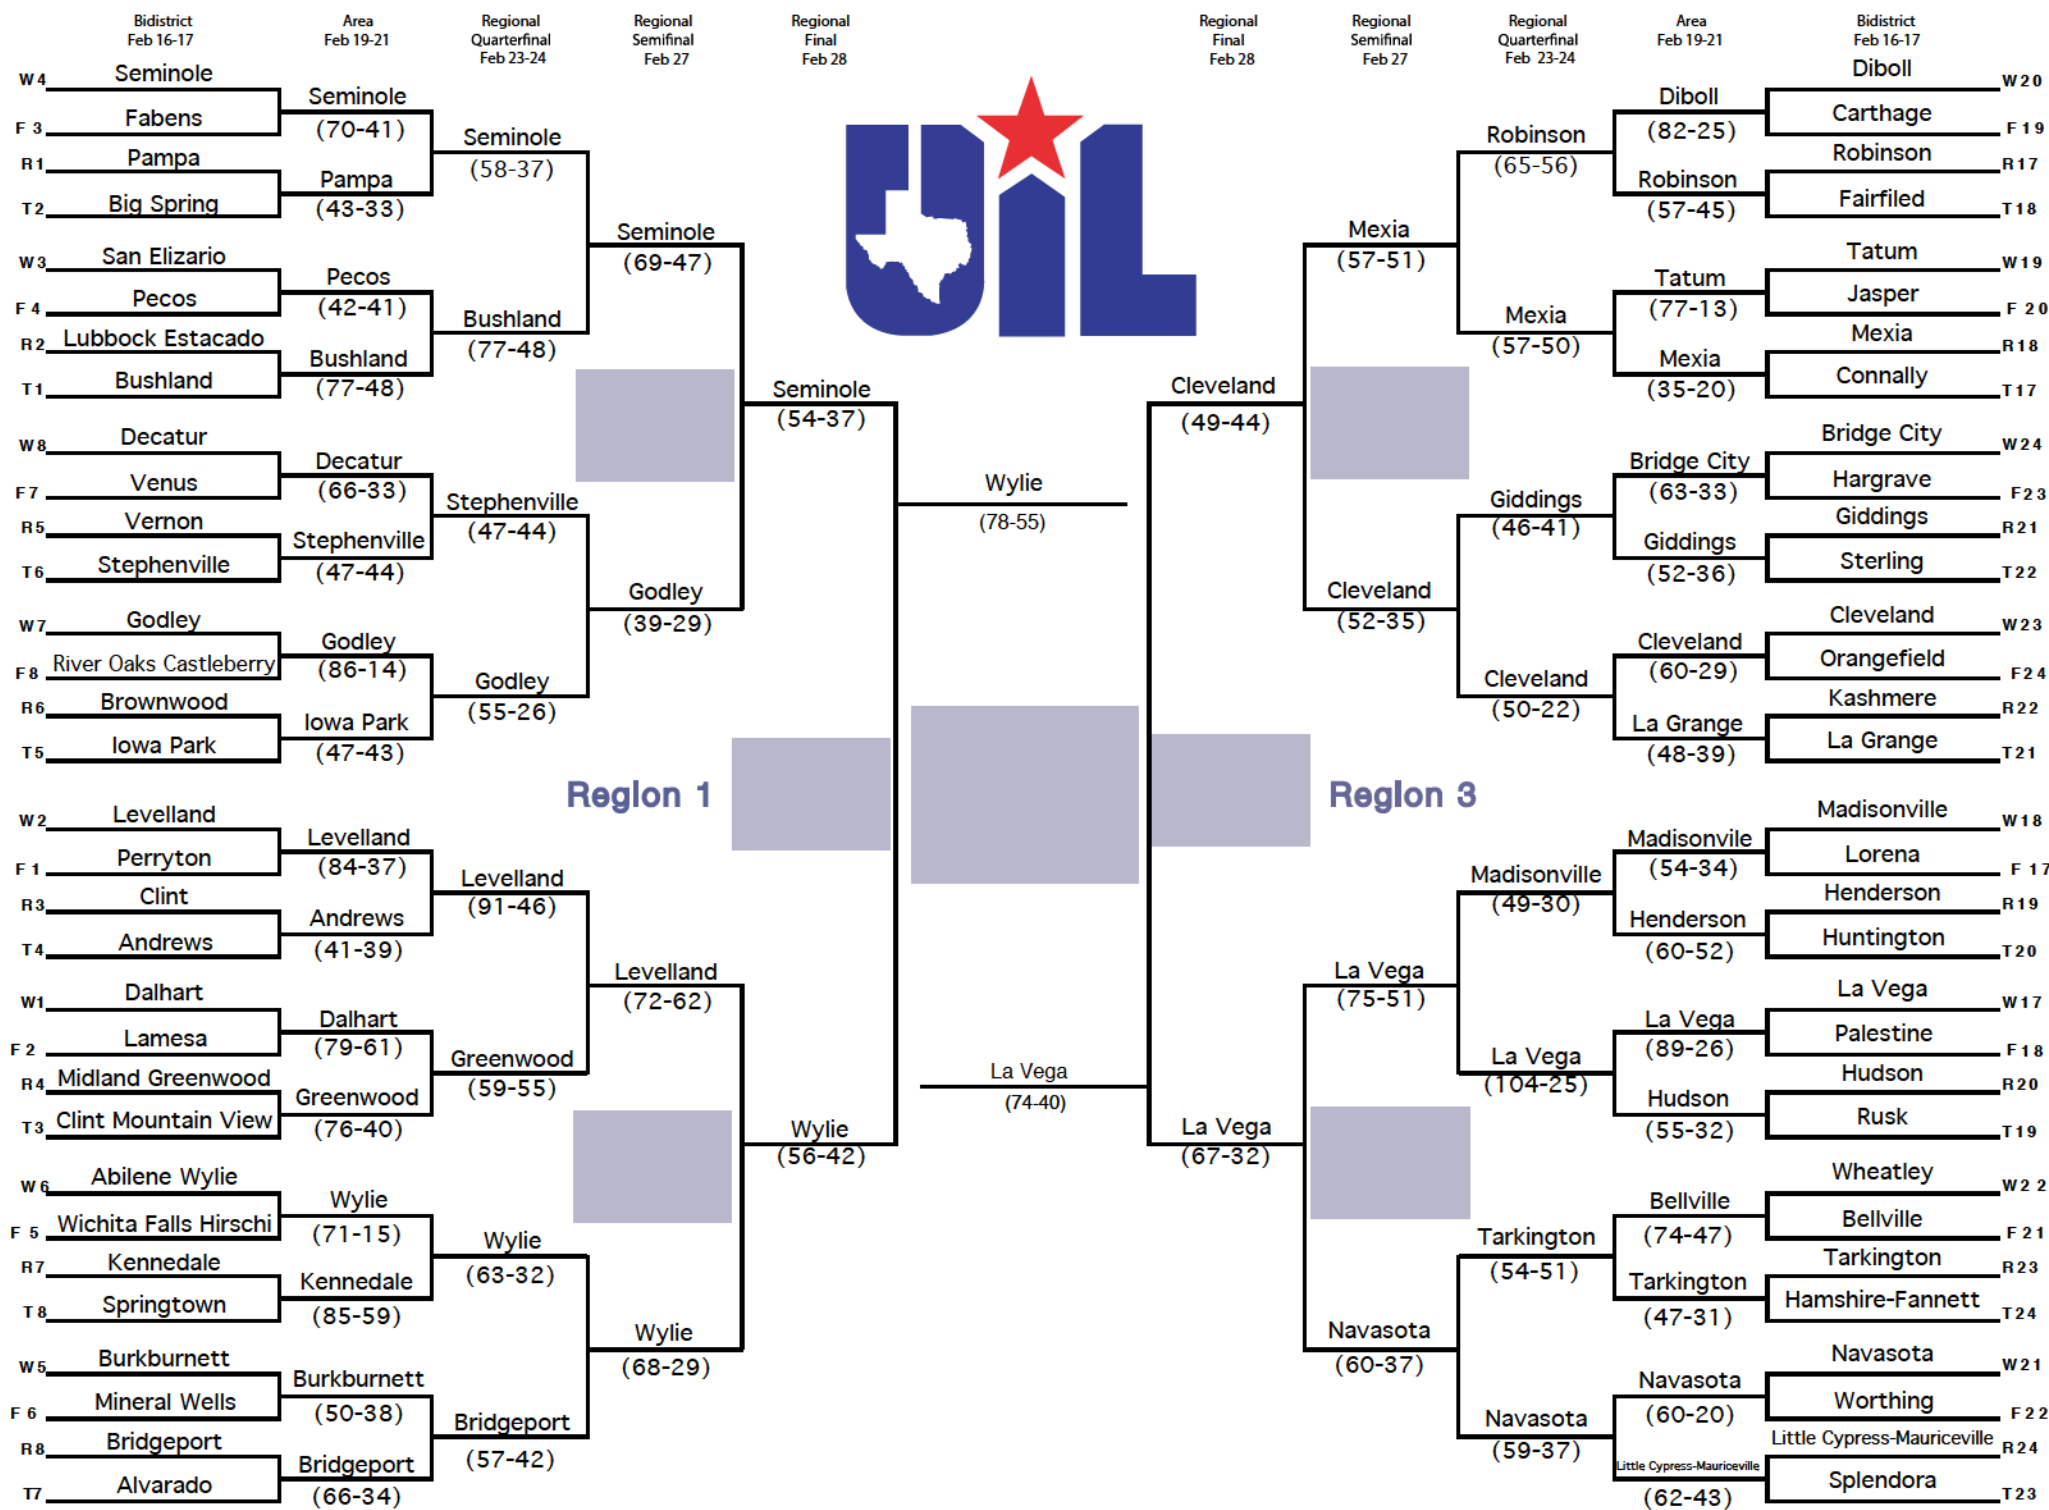 Bidistrict
Feb 16-17
Area
Feb 19-21
Regional
Quarterfinal
Feb 23-24
Regional
Semifinal
Feb 27
Regional
Final
Feb 28
W4
Seminole
F 3
Fabens
R1
Pampa
T2
Big Spring
W3
San Elizario
F 4
Pecos
R2
Lubbock Estacado
T1
Bushland
W8
Decatur
F7
Venus
R5
Vernon
T6
Stephenville
W7
Godley
F8
River Oaks Castleberry
R6
Brownwood
T5
Iowa Park
W2
Levelland
F 1
Perryton
R3
Clint
T4
Andrews
W1
Dalhart
F 2
Lamesa
R4
Midland Greenwood
T3
Clint Mountain View
W6
Abilene Wylie
F 5
Wichita Falls Hirschi
R7
Kennedale
T8
Springtown
W5
Burkburnett
F 6
Mineral Wells
R8
Bridgeport
T7
Alvarado
Seminole
(70-41)
Pampa
(43-33)
Pecos
(42-41)
Bushland
(77-48)
Decatur
(66-33)
Stephenville
(47-44)
Godley
(86-14)
Iowa Park
(47-43)
Levelland
(84-37)
Andrews
(41-39)
Dalhart
(79-61)
Greenwood
(76-40)
Wylie
(71-15)
Kennedale
(85-59)
Burkburnett
(50-38)
Bridgeport
(66-34)
Seminole
(58-37)
Bushland
(77-48)
Stephenville
(47-44)
Godley
(55-26)
Levelland
(91-46)
Greenwood
(59-55)
Wylie
(63-32)
Bridgeport
(57-42)
Seminole
(69-47)
Godley
(39-29)
Levelland
(72-62)
Wylie
(68-29)
Seminole
(54-37)
Wylie
(56-42)
Region 1
Wylie
(78-55)
UIL
La Vega
(74-40)
Region 3
Regional
Final
Feb 28
Regional
Semifinal
Feb 27
Regional
Quarterfinal
Feb 23-24
Area
Feb 19-21
Bidistrict
Feb 16-17
Cleveland
(49-44)
La Vega
(67-32)
Mexia
(57-51)
Cleveland
(52-35)
La Vega
(75-51)
Navasota
(60-37)
Robinson
(65-56)
Mexia
(57-50)
Giddings
(46-41)
Cleveland
(50-22)
Madisonville
(49-30)
La Vega
(104-25)
Tarkington
(54-51)
Navasota
(59-37)
Diboll
(82-25)
Robinson
(57-45)
Tatum
(77-13)
Mexia
(35-20)
Bridge City
(63-33)
Giddings
(52-36)
Cleveland
(60-29)
La Grange
(48-39)
Madisonvile
(54-34)
Henderson
(60-52)
La Vega
(89-26)
Hudson
(55-32)
Bellville
(74-47)
Tarkington
(47-31)
Navasota
(60-20)
Little Cypress-Mauriceville
(62-43)
Diboll
W20
Carthage
F19
Robinson
R17
Fairfiled
T18
Tatum
W19
Jasper
F 20
Mexia
R18
Connally
T17
Bridge City
W24
Hargrave
F23
Giddings
R21
Sterling
T22
Cleveland
W23
Orangefield
F24
Kashmere
R22
La Grange
T21
Madisonville
W18
Lorena
F 17
Henderson
R19
Huntington
T20
La Vega
W17
Palestine
F18
Hudson
R20
Rusk
T19
Wheatley
W2 2
Bellville
F21
Tarkington
R23
Hamshire-Fannett
T24
Navasota
W21
Worthing
F22
Little Cypress-Mauriceville
R24
Splendora
T23